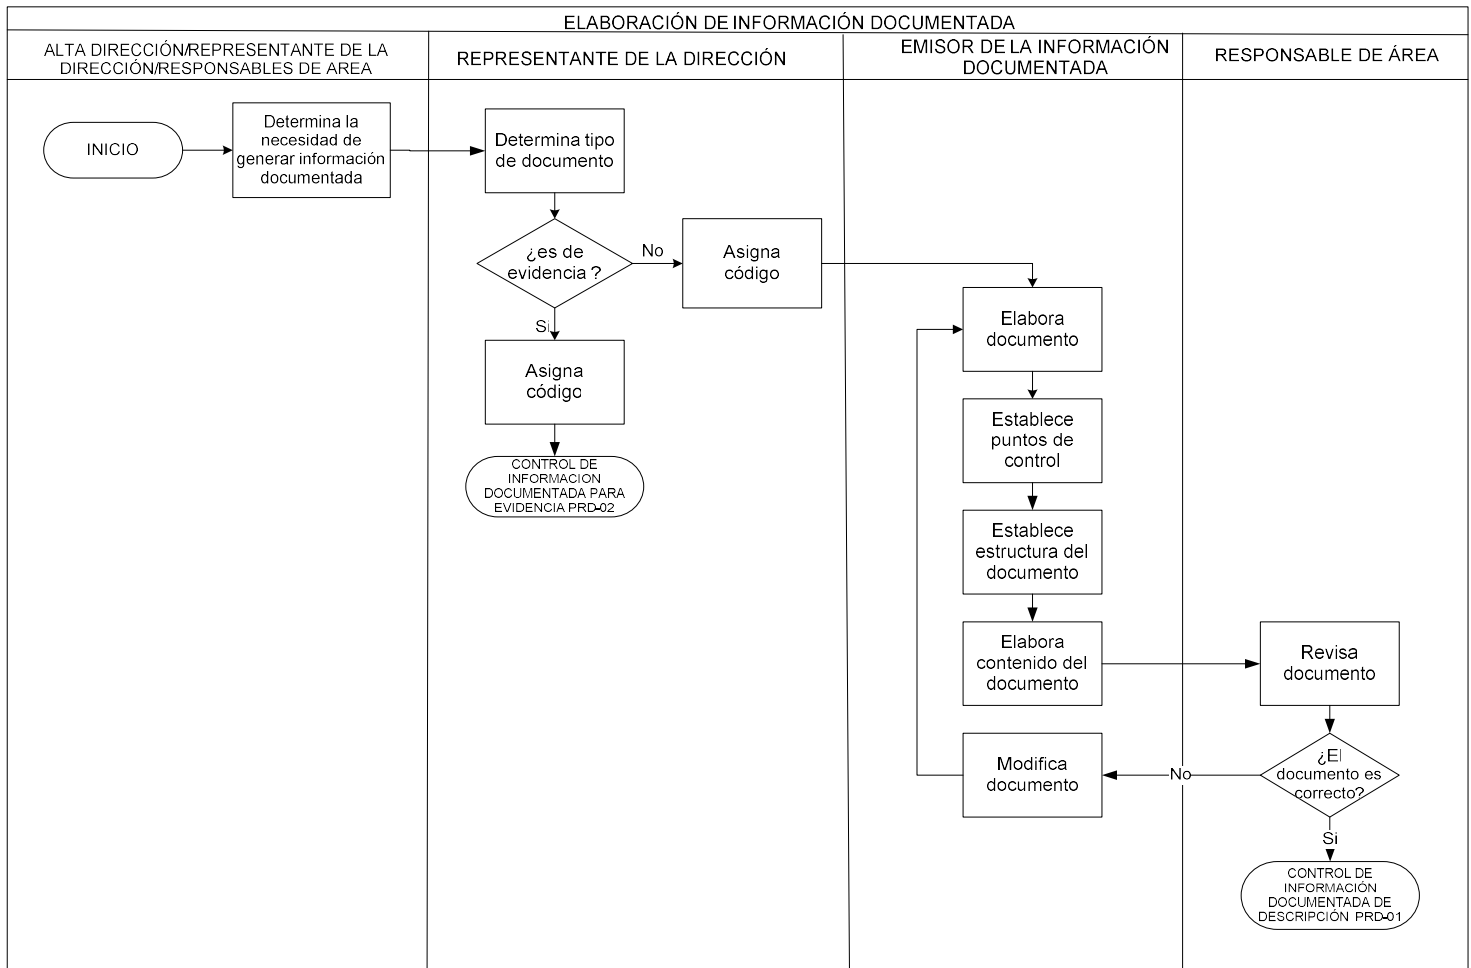 ELABORACIÓN DE INFORMACIÓN DOCUMENTADA
ALTA DIRECCIÓN/REPRESENTANTE DE LA
DIRECCIÓN/RESPONSABLES DE AREA
REPRESENTANTE DE LA DIRECCIÓN
EMISOR DE LA INFORMACIÓN
DOCUMENTADA
RESPONSABLE DE ÁREA
INICIO
Determina la
necesidad de
generar información
documentada
Determina tipo
de documento
¿es de
evidencia ?
No
Asigna
código
Si
Asigna
código
CONTROL DE
INFORMACION
DOCUMENTADA PARA
EVIDENCIA PRD-02
Elabora
documento
Establece
puntos de
control
Establece
estructura del
documento
Elabora
contenido del
documento
Revisa
documento
¿El
documento es
correcto?
No
Modifica
documento
Si
CONTROL DE
INFORMACIÓN
DOCUMENTADA DE
DESCRIPCIÓN PRD-01